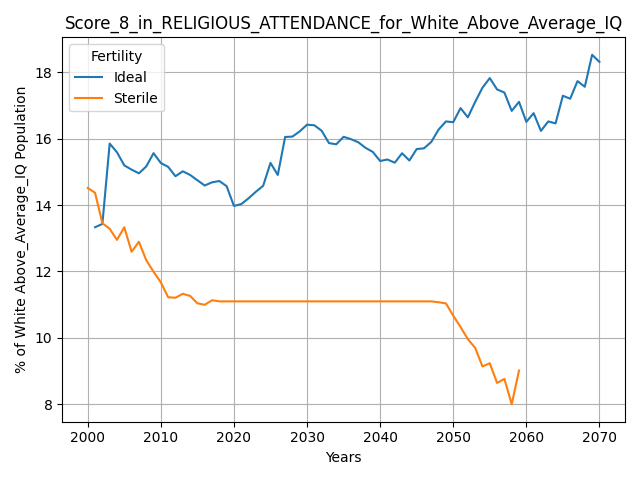 Score_8_in_RELIGIOUS_ATTENDANCE_for_White_Above_Average_IQ
Fertility
Ideal
Sterile
% of White Above_Average_IQ Population
18
16
14
12
10
8
2000 2010 2020 2030 2040 2050 2060 2070
Years